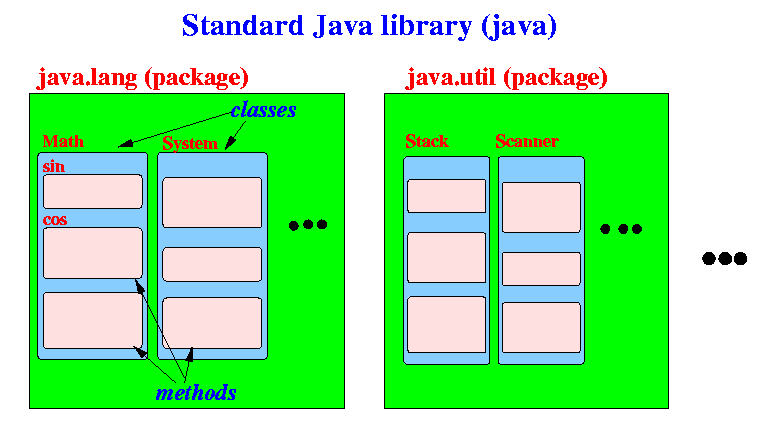 Standard Java library (java)
java.lang (package)
java.util (package)
classes
Math
System
Stack
Scanner
sin
cos
methods